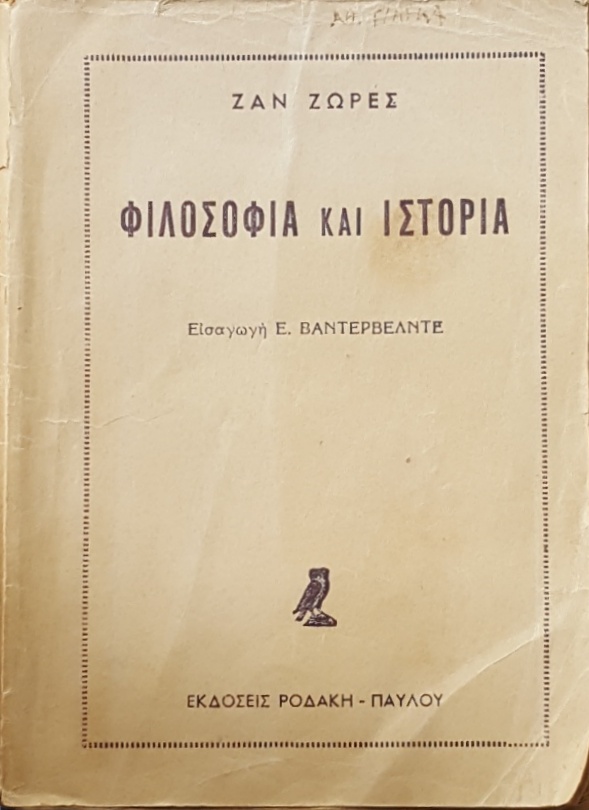 ΖΑΝ ΖΩΡΕΣ
ΦΙΛΟΣΟΦΙΑ ΚΑΙ ΙΣΤΟΡΙΑ
Εἰσαγωγή Ε. ΒΑΝΤΕΡΒΕΛΝΤΕ
ΕΚΔΟΣΕΙΣ ΡΟΔΑΚΗ - ΠΑΥΛΟΥ